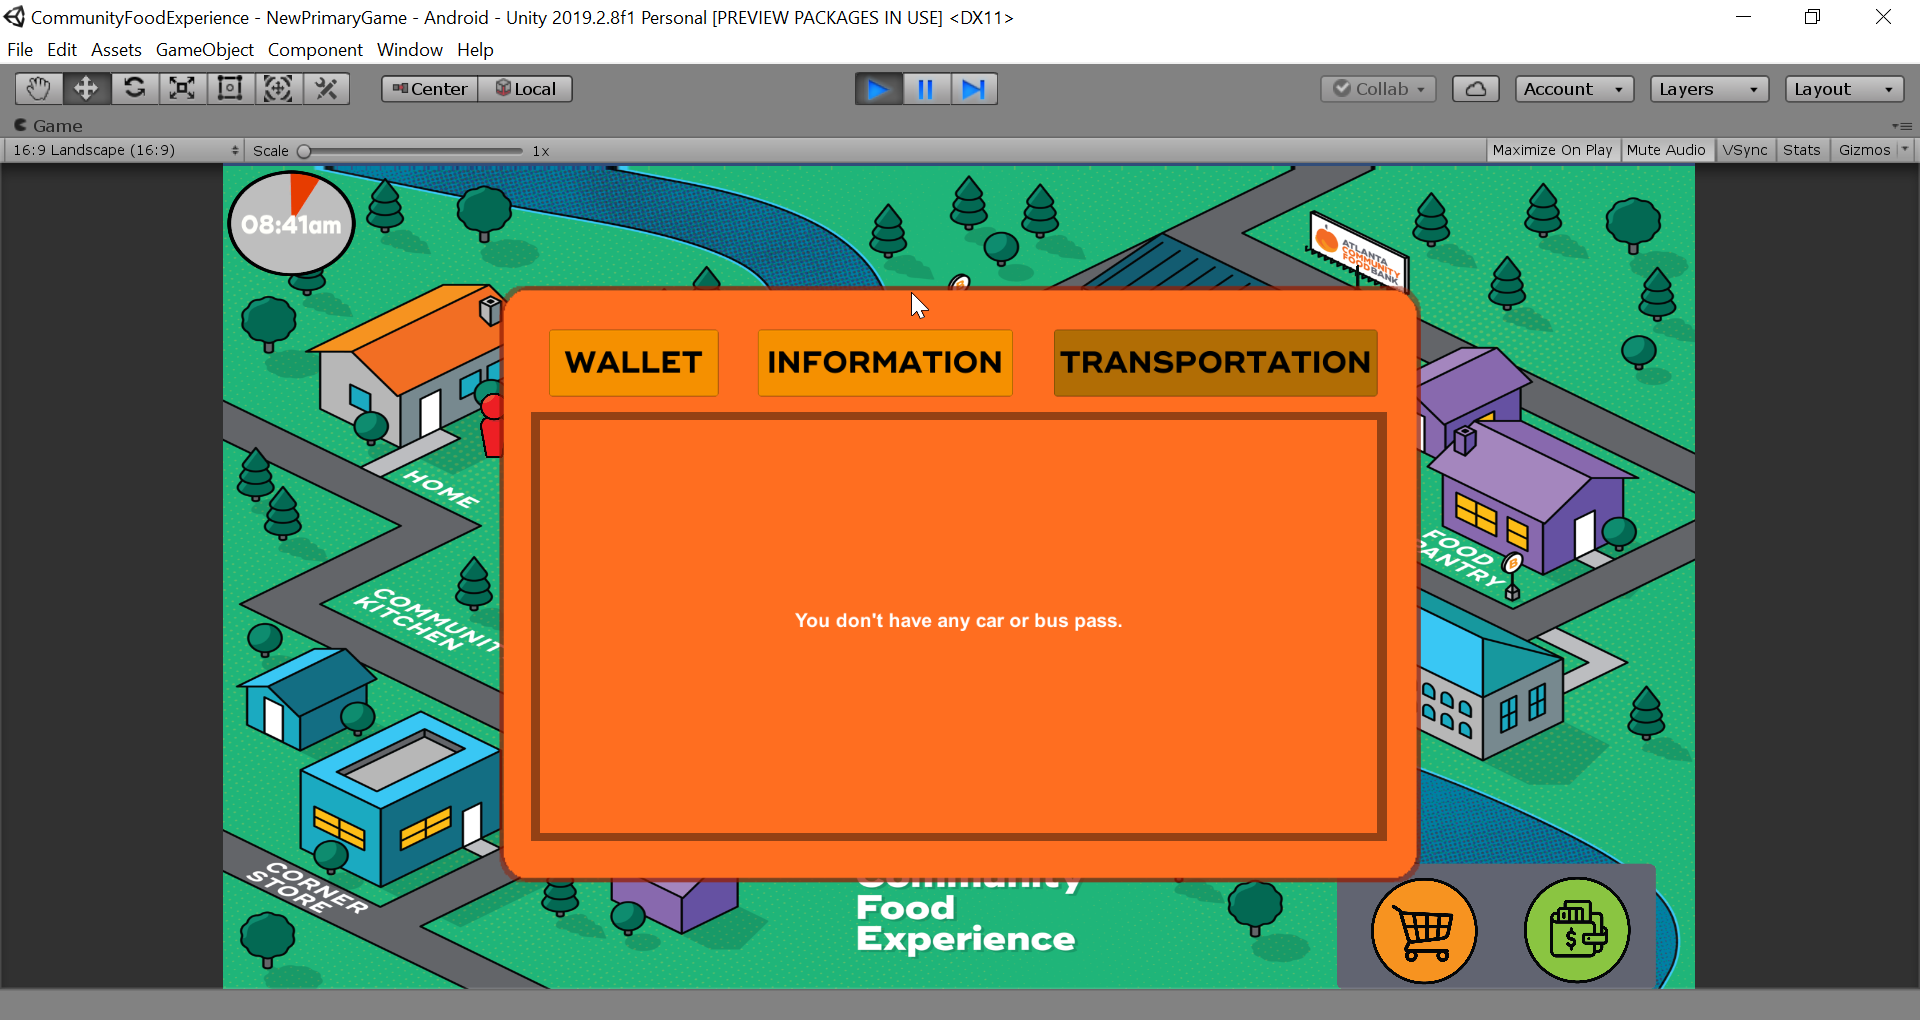 CommunityFoodExperience - NewPrimaryGame - Android - Unity 2019.2.8f1 Personal [PREVIEW PACKAGES IN USE] <DX11>
File Edit Assets GameObject Component Window Help
Center Local Collab Account Layers Layout
Game
16:9 Landscape (16:9) Scale 1x Maximize On Play Mute Audio VSync Stats Gizmos
08:41am
ATLANTA
COMMUNITY
FOODBANK
WALLET INFORMATION TRANSPORTATION
HOME
You don't have any car or bus pass.
FOOD
PANTRY
B
COMMUNIT
KITCHEN
CORNER
STORE
Community
Food
Experience
$